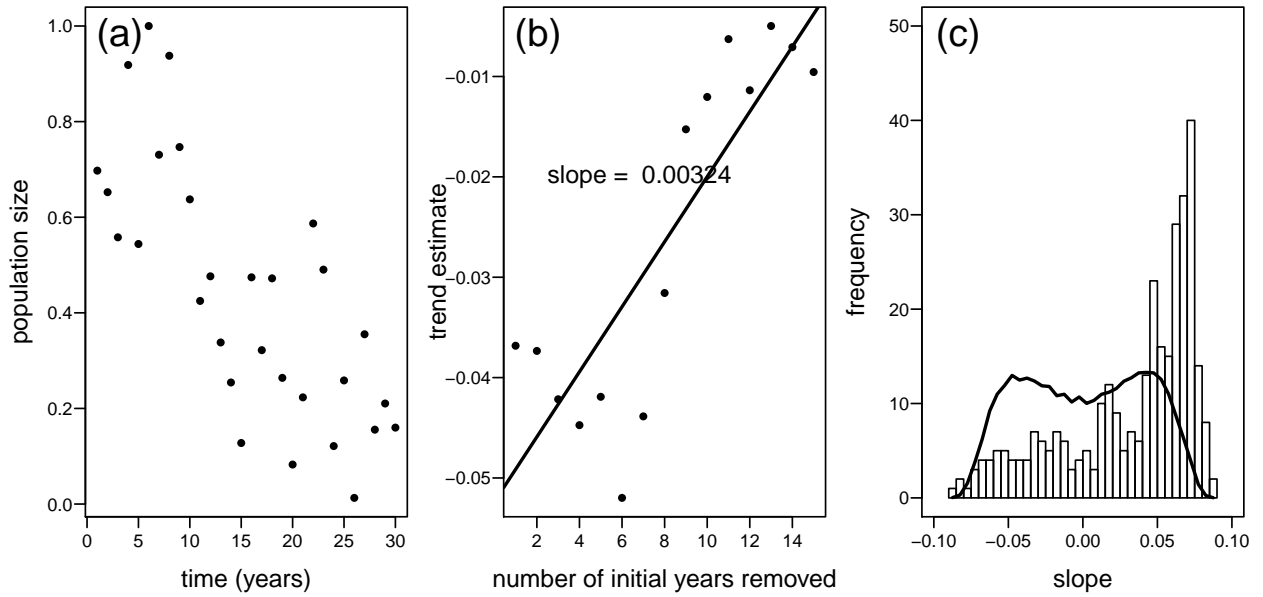 (a)
1.0
0.8
0.6
0.4
0.2
0.0
population size
0 5 10 15 20 25 30
time (years)
(b)
−0.01
−0.02
−0.03
−0.04
−0.05
trend estimate
slope = 0.00324
2 4 6 8 10 12 14
number of initial years removed
(c)
50
40
30
20
10
0
frequency
−0.10 −0.05 0.00 0.05 0.10
slope